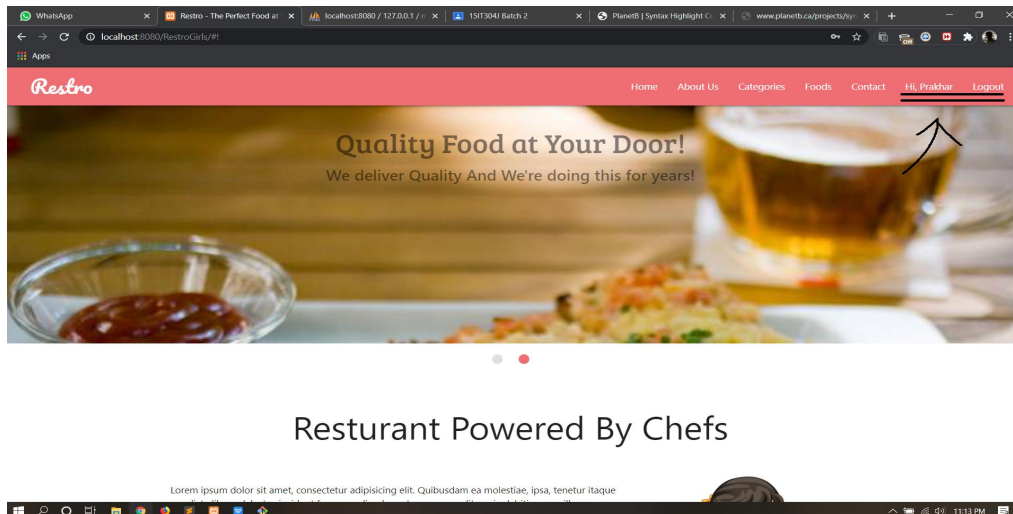 WhatsApp
Restro - The Perfect Food at
localhost:8080 / 127.0.0.1 / n
15IT304J Batch 2
PlanetB | Syntax Highlight Co
www.planetb.ca/projects/syn
localhost:8080/RestroGirls/#!
Apps
Restro
Home About Us Categories Foods Contact Hi, Prakhar Logout
Quality Food at Your Door!
We deliver Quality And We're doing this for years!
Resturant Powered By Chefs
Lorem ipsum dolor sit amet, consectetur adipisicing elit. Quibusdam ea molestiae, ipsa, tenetur itaque
11:13 PM